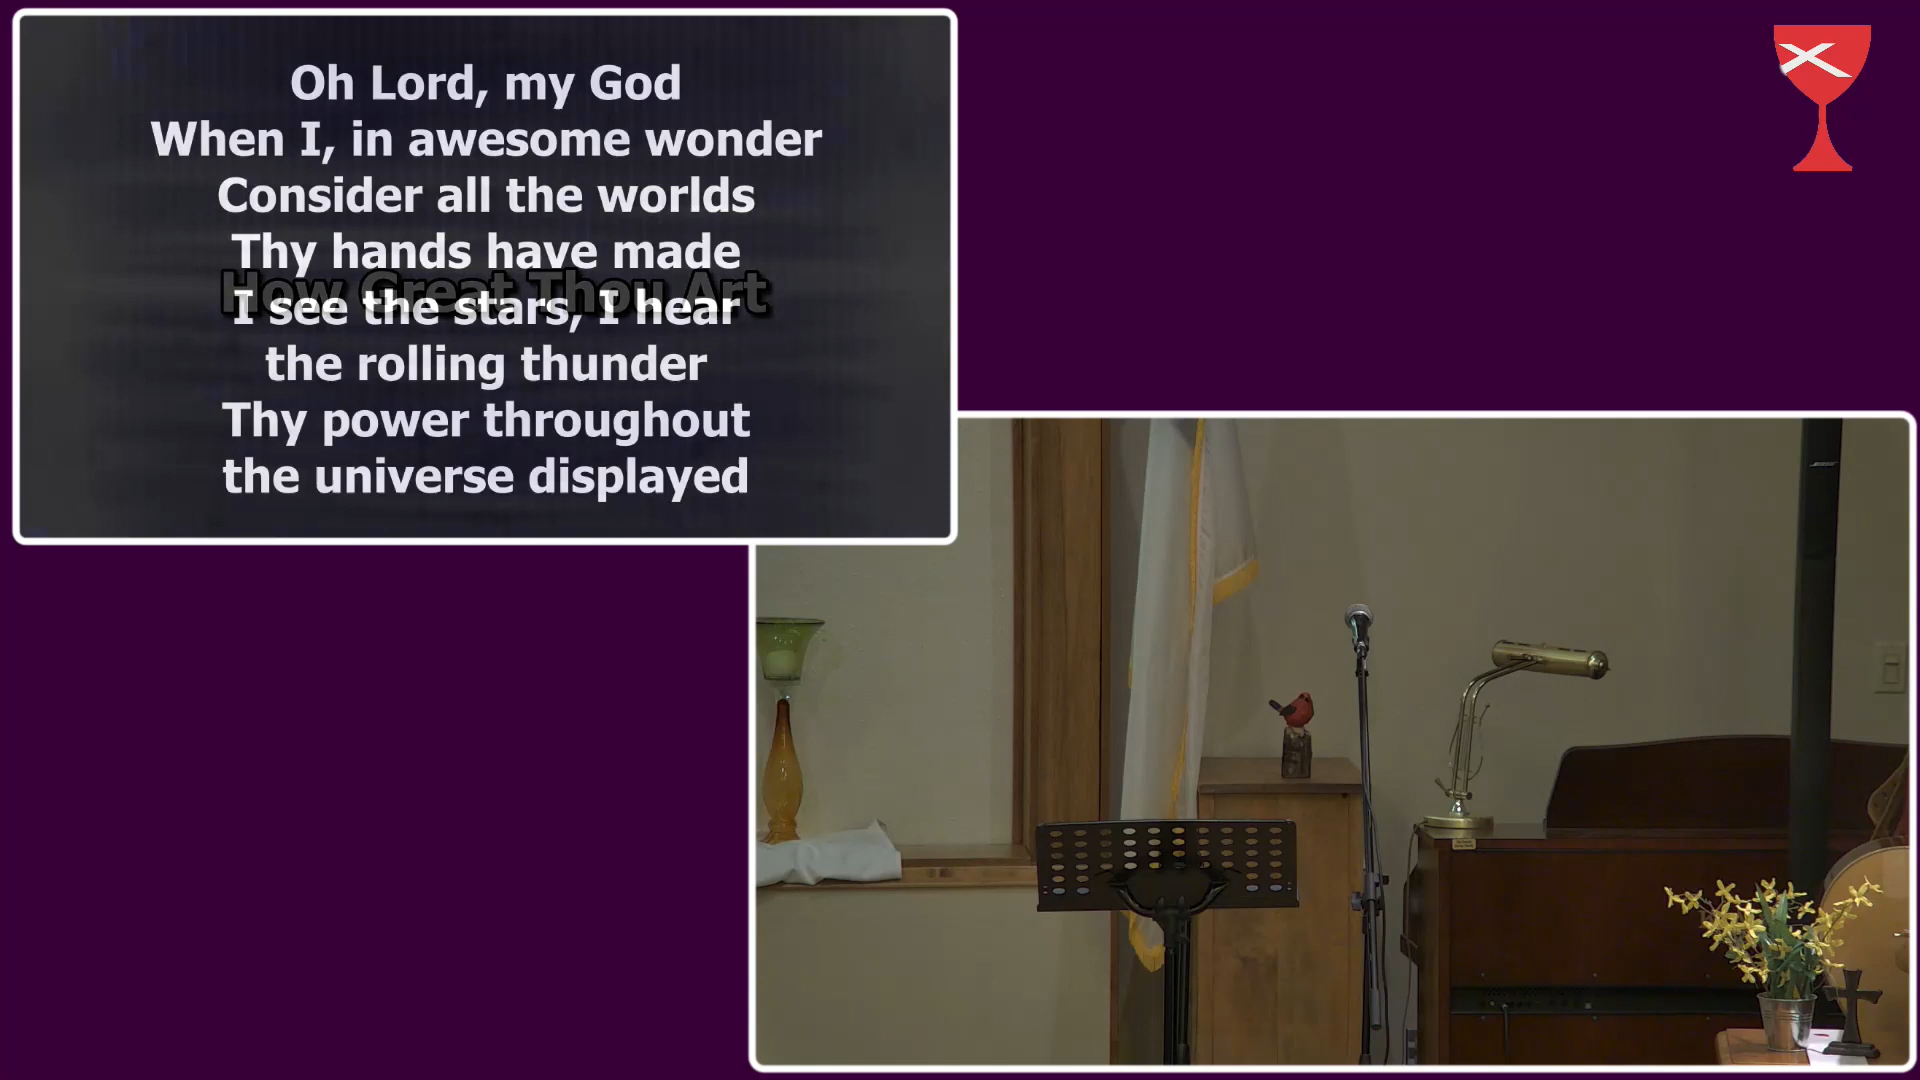 Oh Lord, my God
When I, in awesome wonder
Consider all the worlds
Thy hands have made
How Great Thou Art
I see the stars, I hear
the rolling thunder
Thy power throughout
the universe displayed